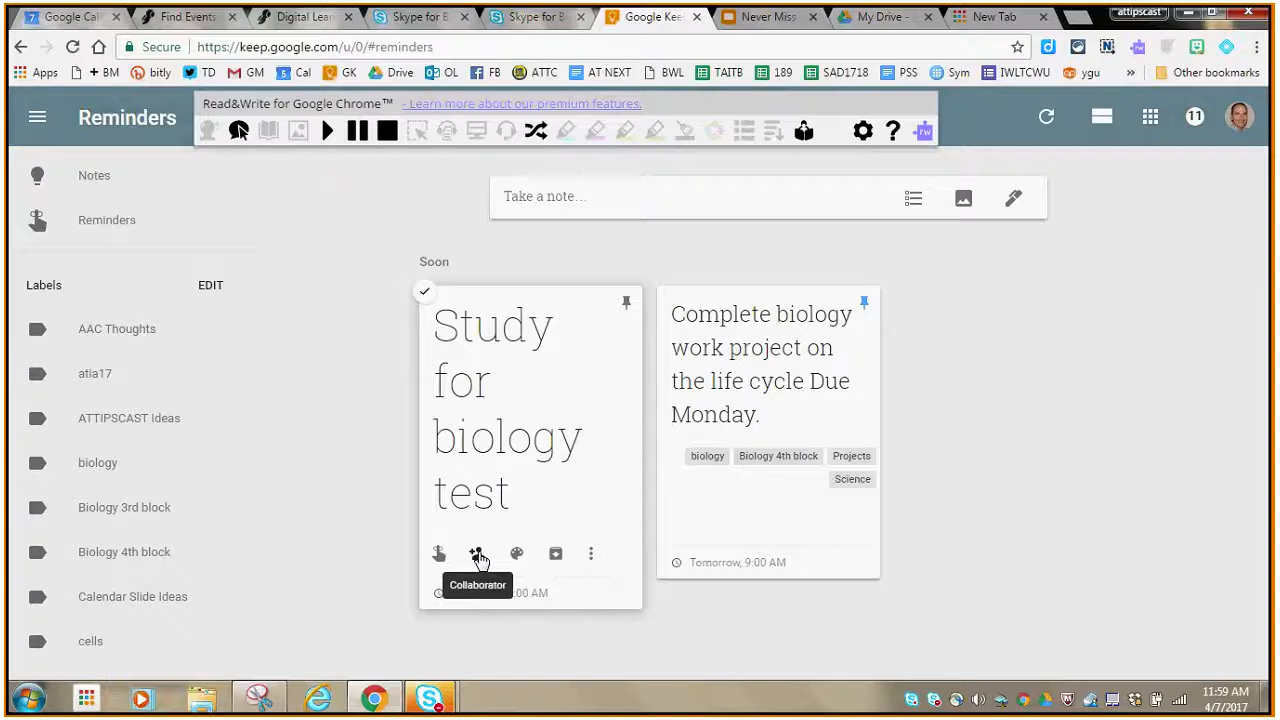 Google Cal
Find Events
Digital Lear
Skylre for B
Skype
Google Kee
Never Miss
My Drive -
New Tab
attipscast
Secure
https://keep.google.com/u/0/#reminders
Apps
+ BM
bitly
TD
GM
Cal
GK
Drive
OC
FB
ATTC
AT NEXT
BWL
TAITB
189
SAD1718
PSS
Sym
IWLTCWU
ygu
»
Other bookmarks
Reminders
Read&Write for Google Chrome™ - Learn more about our premium features.
rw
11
Notes
Reminders
Labels
EDIT
AAC Thoughts
atia17
ATTIPSCAST Ideas
biology
Biology 3rd block
Biology 4th block
Calendar Slide Ideas
cells
Take a note…
Soon
Study
for
biology
test
Collaborator
:00 AM
Complete biology
work project on
the life cycle Due
Monday.
biology
Biology 4th block
Projects
Science
Tomorrow, 9:00 AM
11:59 AM
4/7/2017